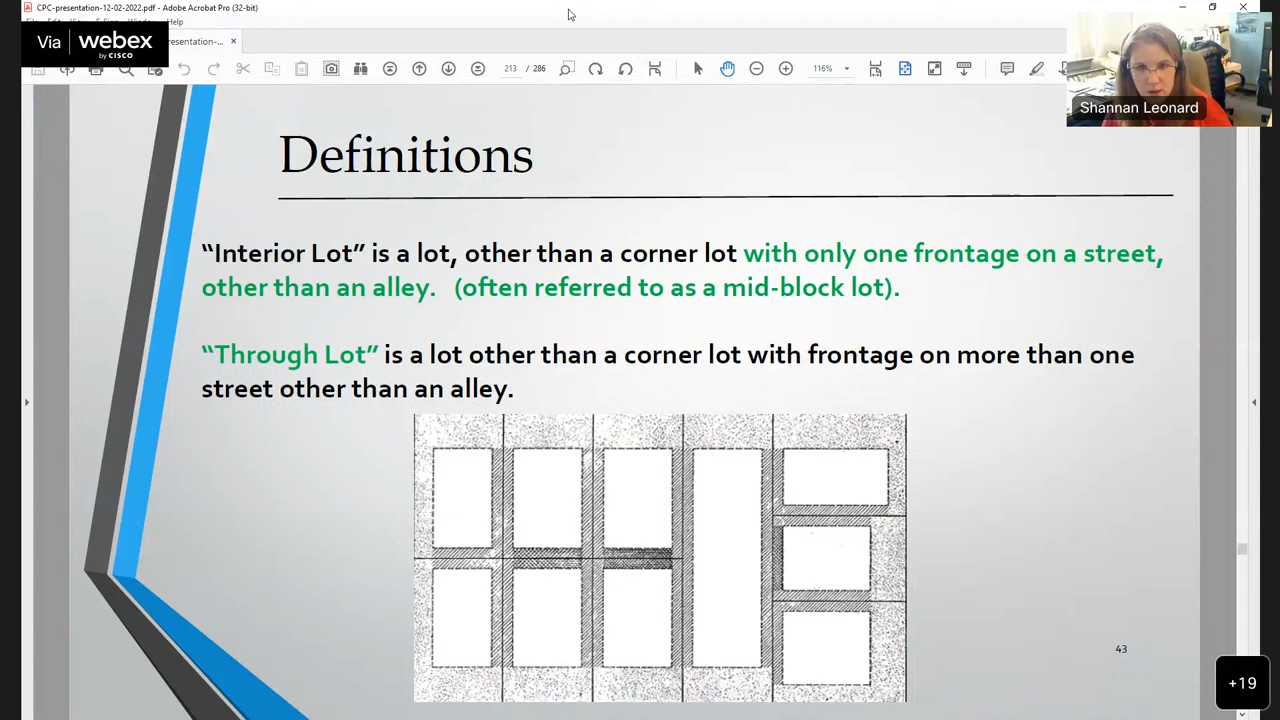 CPC-presentation-12-02-2022.pdf - Adobe Acrobat Pro (32-bit)
Help
Via webex
by CISCO
resentation-... ×
213 286 116%
Shannan Leonard
Definitions
“Interior Lot” is a lot, other than a corner lot with only one frontage on a street,
other than an alley. (often referred to as a mid-block lot).
“Through Lot” is a lot other than a corner lot with frontage on more than one
street other than an alley.
43
+19